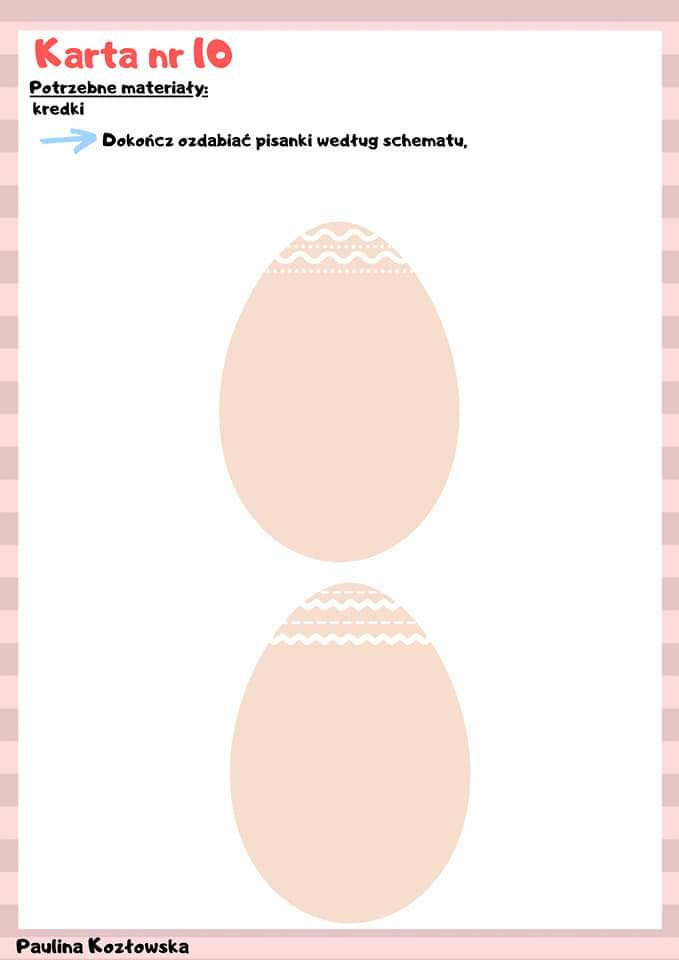 Karta nr 10
Potrzebne materiały:
kredki
Dokończ ozdabiać pisanki według schematu.
Paulina Kozłowska